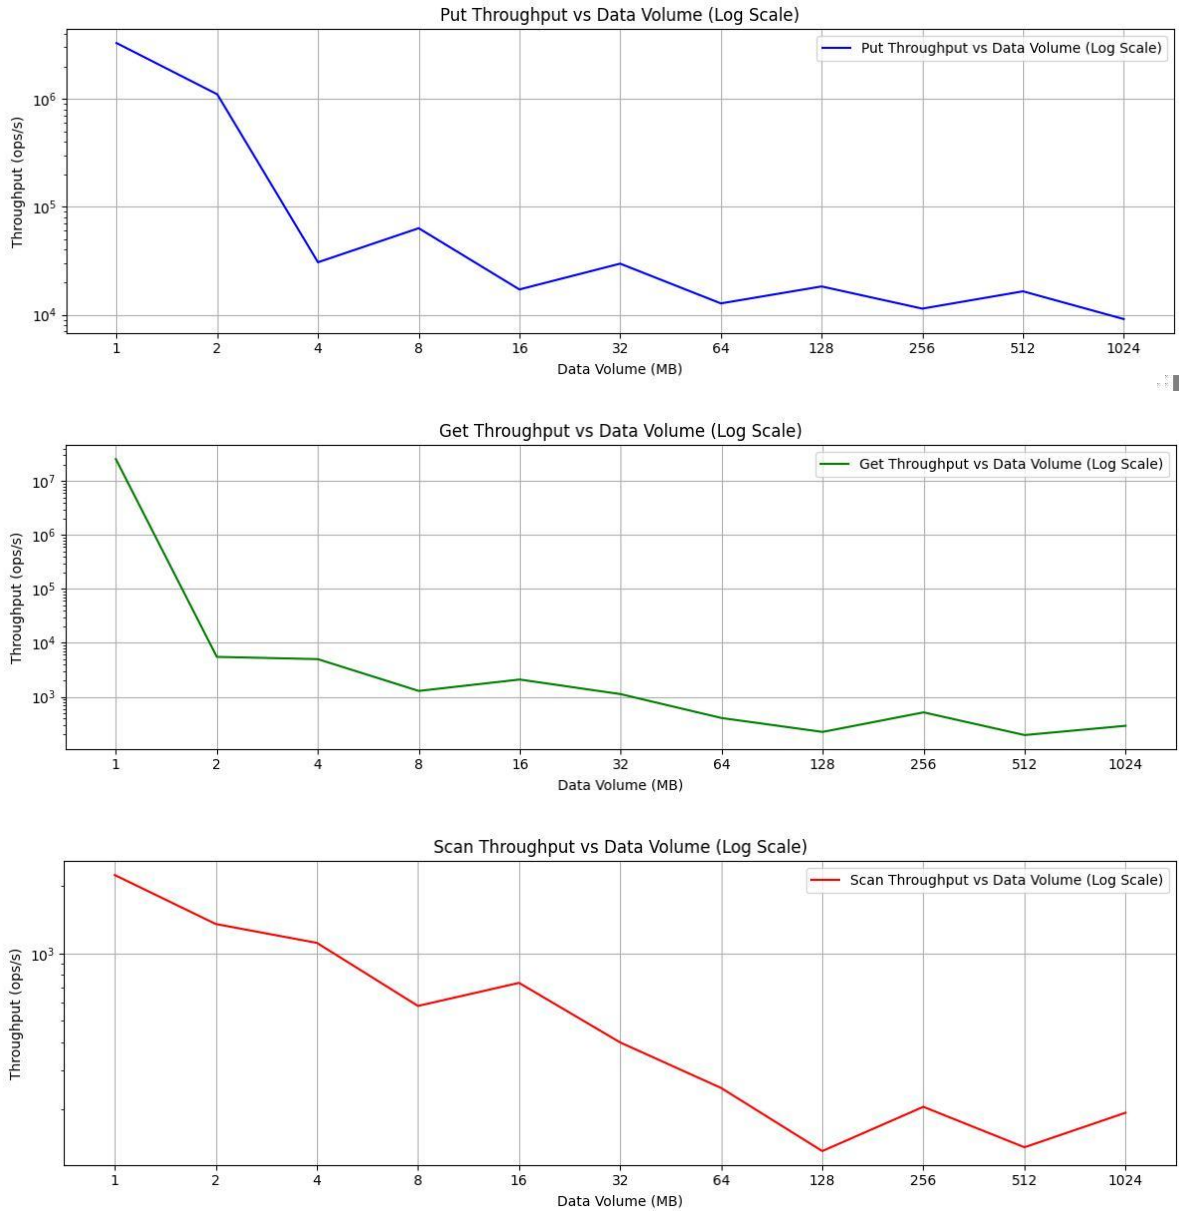 Put Throughput vs Data Volume (Log Scale)
Put Throughput vs Data Volume (Log Scale)
Throughput (ops/s)
10^6
10^5
10^4
1 2 4 8 16 32 64 128 256 512 1024
Data Volume (MB)
Get Throughput vs Data Volume (Log Scale)
Get Throughput vs Data Volume (Log Scale)
Throughput (ops/s)
10^7
10^6
10^5
10^4
10^3
1 2 4 8 16 32 64 128 256 512 1024
Data Volume (MB)
Scan Throughput vs Data Volume (Log Scale)
Scan Throughput vs Data Volume (Log Scale)
Throughput (ops/s)
10^3
1 2 4 8 16 32 64 128 256 512 1024
Data Volume (MB)